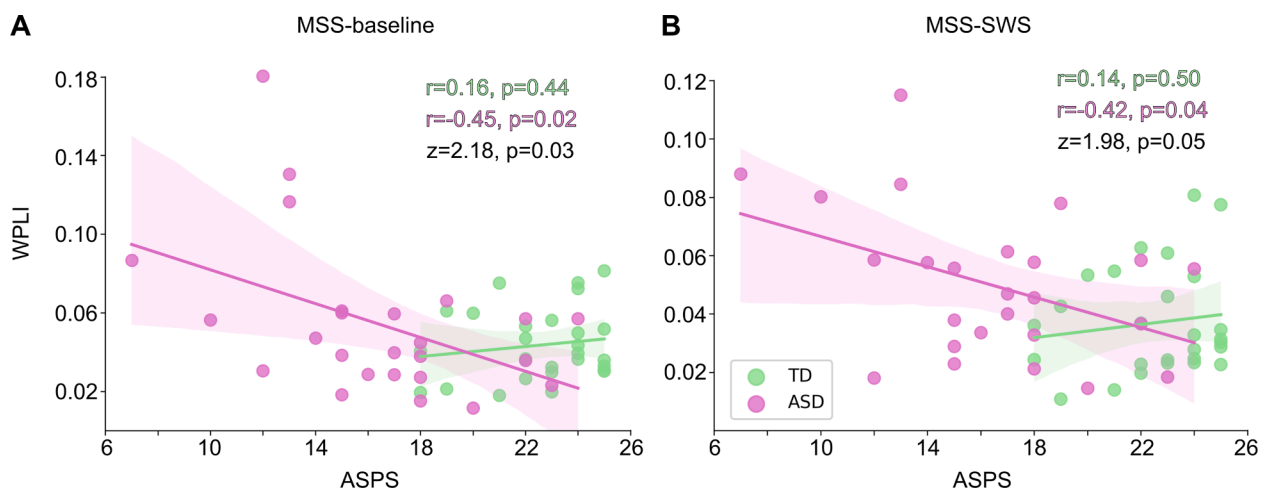 A
MSS-baseline
r=0.16, p=0.44
r=-0.45, p=0.02
z=2.18, p=0.03
WPLI
0.18
0.14
0.10
0.06
0.02
6
10
14
18
22
26
ASPS
B
MSS-SWS
r=0.14, p=0.50
r=-0.42, p=0.04
z=1.98, p=0.05
0.12
0.10
0.08
0.06
0.04
0.02
TD
ASD
6
10
14
18
22
26
ASPS